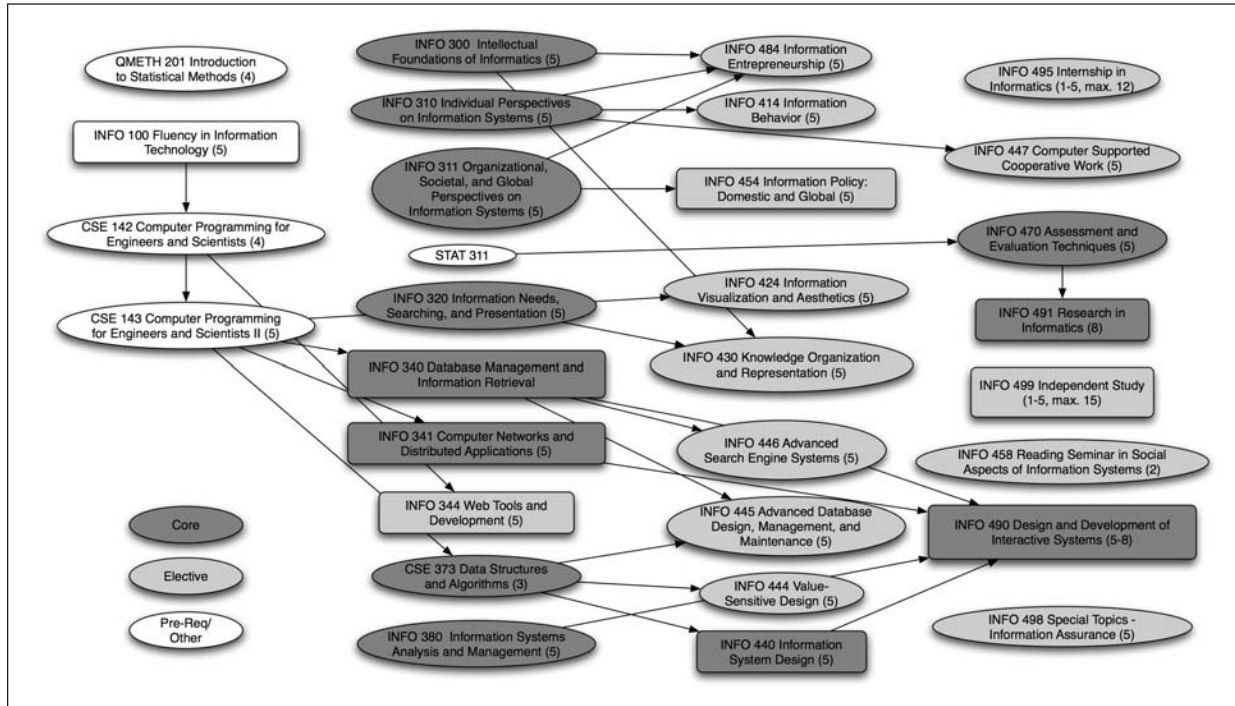 QMETH 201 Introduction
to Statistical Methods (4)
INFO 100 Fluency in Information
Technology (5)
CSE 142 Computer Programming for
Engineers and Scientists (4)
CSE 143 Computer Programming
for Engineers and Scientists II (5)
Core
Elective
Pre-Req/
Other
INFO 300 Intellectual
Foundations of Informatics (5)
INFO 310 Individual Perspectives
on Information Systems (5)
INFO 311 Organizational,
Societal, and Global
Perspectives on
Information Systems (5)
STAT 311
INFO 320 Information Needs,
Searching, and Presentation (5)
INFO 340 Database Management and
Information Retrieval
INFO 341 Computer Networks and
Distributed Applications (5)
INFO 344 Web Tools and
Development (5)
CSE 373 Data Structures
and Algorithms (3)
INFO 380 Information Systems
Analysis and Management (5)
INFO 484 Information
Entrepreneurship (5)
INFO 414 Information
Behavior (5)
INFO 454 Information Policy:
Domestic and Global (5)
INFO 424 Information
Visualization and Aesthetics (5)
INFO 430 Knowledge Organization
and Representation (5)
INFO 446 Advanced
Search Engine Systems (5)
INFO 445 Advanced Database
Design, Management, and
Maintenance (5)
INFO 444 Value-
Sensitive Design (5)
INFO 440 Information
System Design (5)
INFO 495 Internship in
Informatics (1-5, max. 12)
INFO 447 Computer Supported
Cooperative Work (5)
INFO 470 Assessment and
Evaluation Techniques (5)
INFO 491 Research in
Informatics (8)
INFO 499 Independent Study
(1-5, max. 15)
INFO 458 Reading Seminar in Social
Aspects of Information Systems (2)
INFO 490 Design and Development of
Interactive Systems (5-8)
INFO 498 Special Topics -
Information Assurance (5)